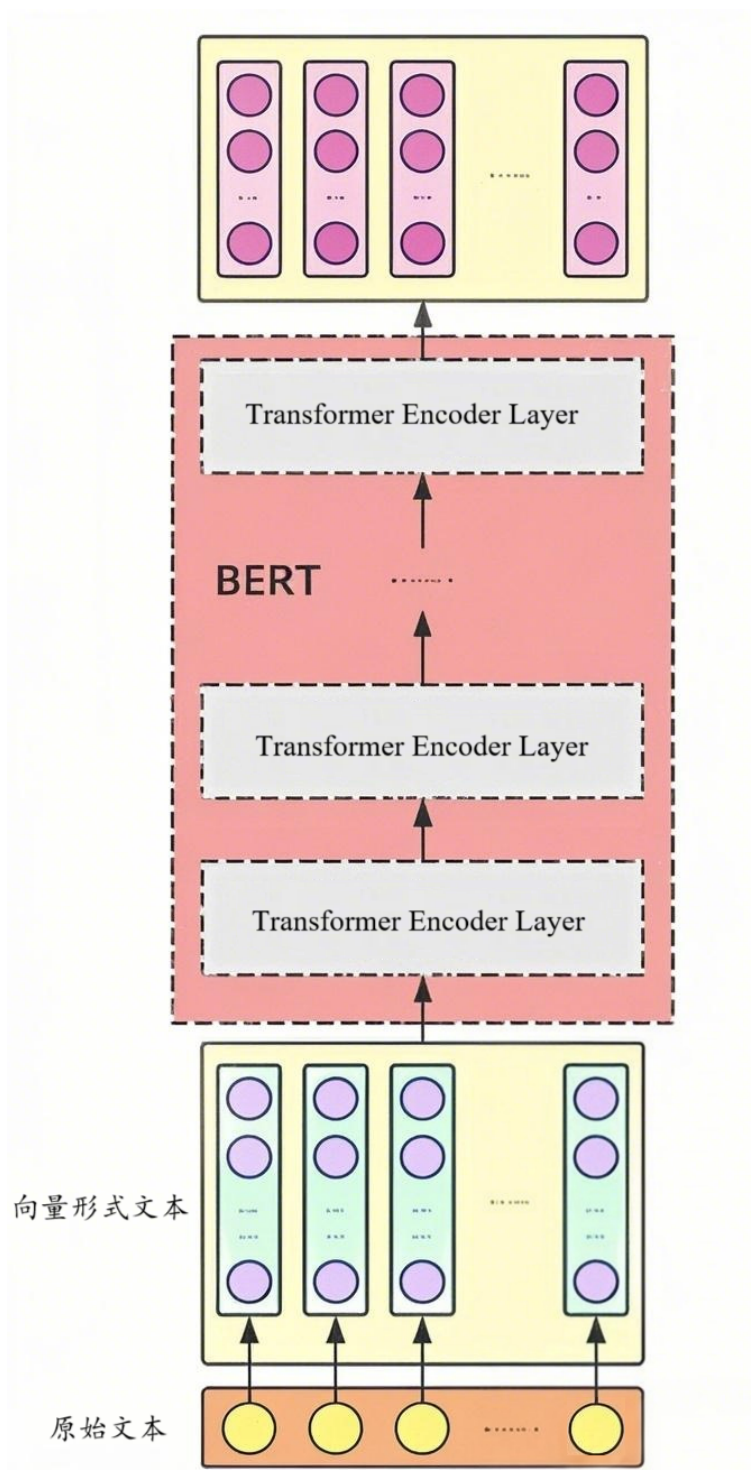 Transformer Encoder Layer
BERT
Transformer Encoder Layer
Transformer Encoder Layer
向量形式文本
原始文本